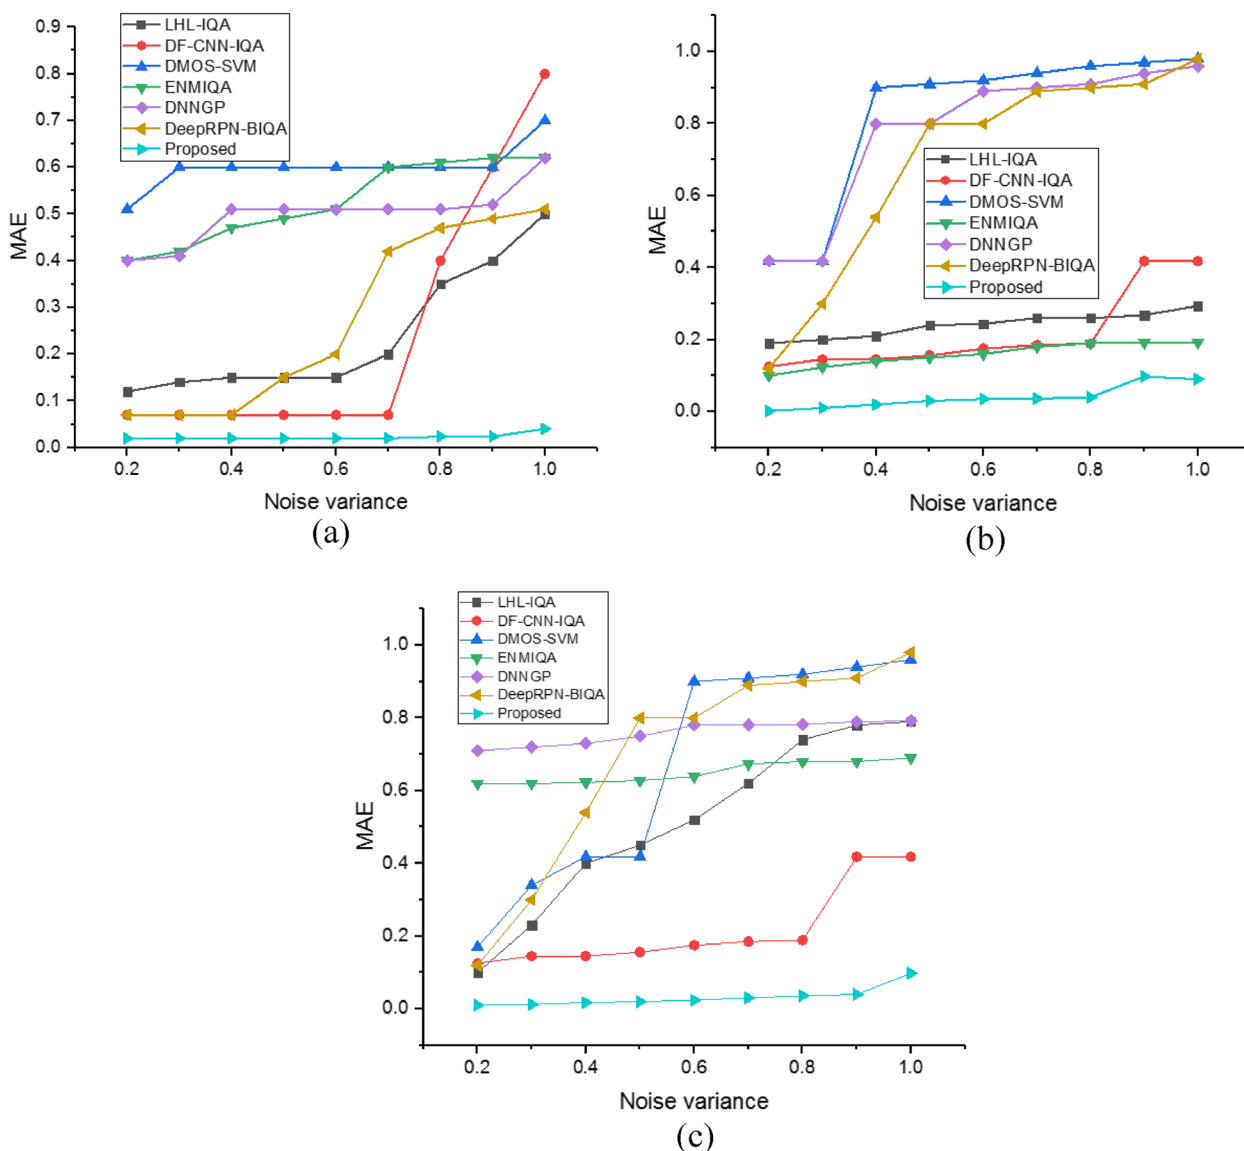 LHL-IQA
DF-CNN-IQA
DMOS-SVM
ENMIQA
DNNGP
DeepRPN-BIQA
Proposed
0.9
0.8
0.7
0.6
0.5
0.4
0.3
0.2
0.1
0.0
MAE
0.2 0.4 0.6 0.8 1.0
Noise variance
(a)
1.0
0.8
0.6
0.4
0.2
0.0
MAE
LHL-IQA
DF-CNN-IQA
DMOS-SVM
ENMIQA
DNNGP
DeepRPN-BIQA
Proposed
0.2 0.4 0.6 0.8 1.0
Noise variance
(b)
LHL-IQA
DF-CNN-IQA
DMOS-SVM
ENMIQA
DNNGP
DeepRPN-BIQA
Proposed
1.0
0.8
0.6
0.4
0.2
0.0
MAE
0.2 0.4 0.6 0.8 1.0
Noise variance
(c)